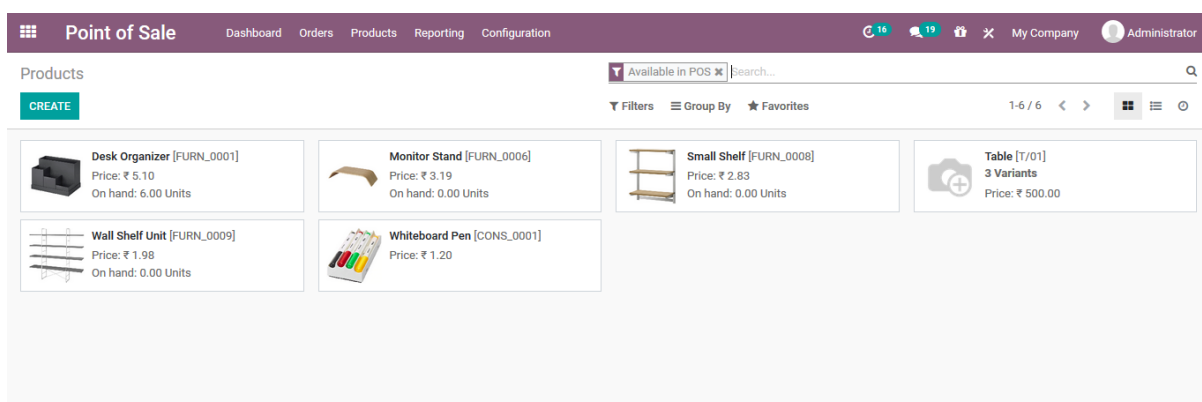 Point of Sale Dashboard Orders Products Reporting Configuration 16 19 My Company Administrator
Products Available in POS Search...
CREATE Filters Group By Favorites 1-6 / 6
Desk Organizer [FURN_0001]
Price: ₹ 5.10
On hand: 6.00 Units
Monitor Stand [FURN_0006]
Price: ₹ 3.19
On hand: 0.00 Units
Small Shelf [FURN_0008]
Price: ₹ 2.83
On hand: 0.00 Units
Table [T/01]
3 Variants
Price: ₹ 500.00
Wall Shelf Unit [FURN_0009]
Price: ₹ 1.98
On hand: 0.00 Units
Whiteboard Pen [CONS_0001]
Price: ₹ 1.20